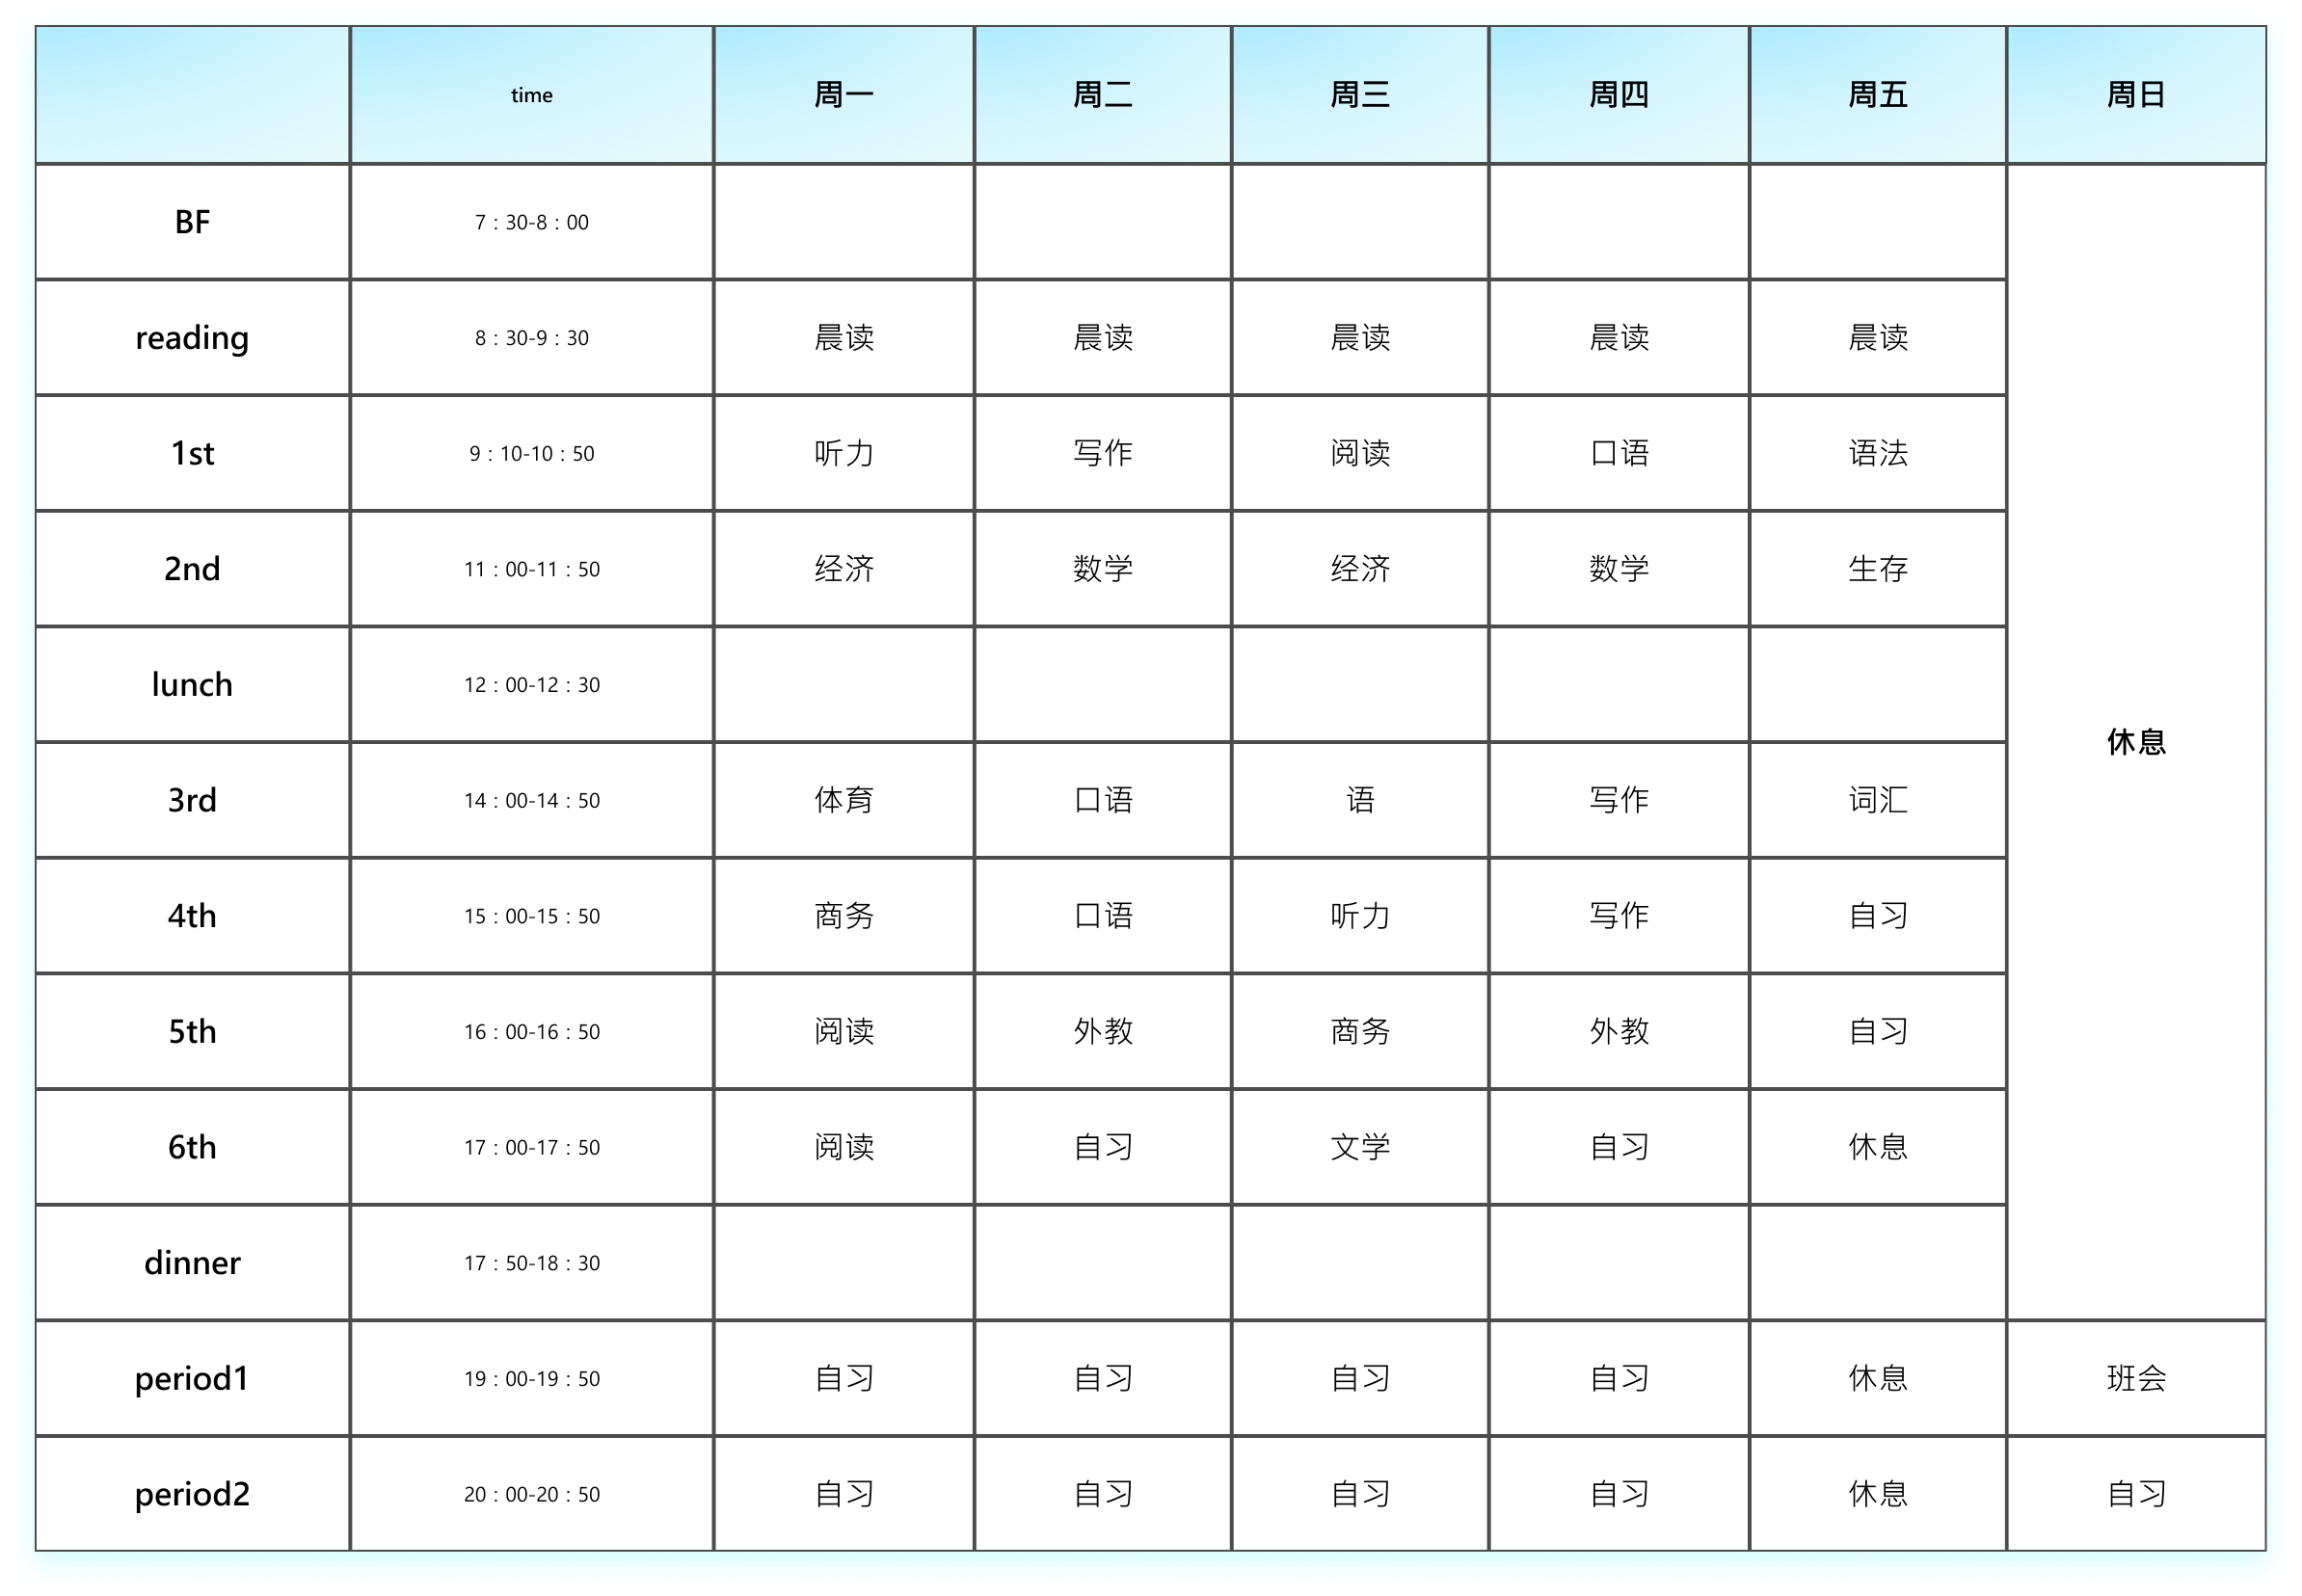 time 周一 周二 周三 周四 周五 周日
BF 7：30-8：00
reading 8：30-9：30 晨读 晨读 晨读 晨读 晨读
1st 9：10-10：50 听力 写作 阅读 口语 语法
2nd 11：00-11：50 经济 数学 经济 数学 生存
lunch 12：00-12：30
休息
3rd 14：00-14：50 体育 口语 语 写作 词汇
4th 15：00-15：50 商务 口语 听力 写作 自习
5th 16：00-16：50 阅读 外教 商务 外教 自习
6th 17：00-17：50 阅读 自习 文学 自习 休息
dinner 17：50-18：30
period1 19：00-19：50 自习 自习 自习 自习 休息 班会
period2 20：00-20：50 自习 自习 自习 自习 休息 自习